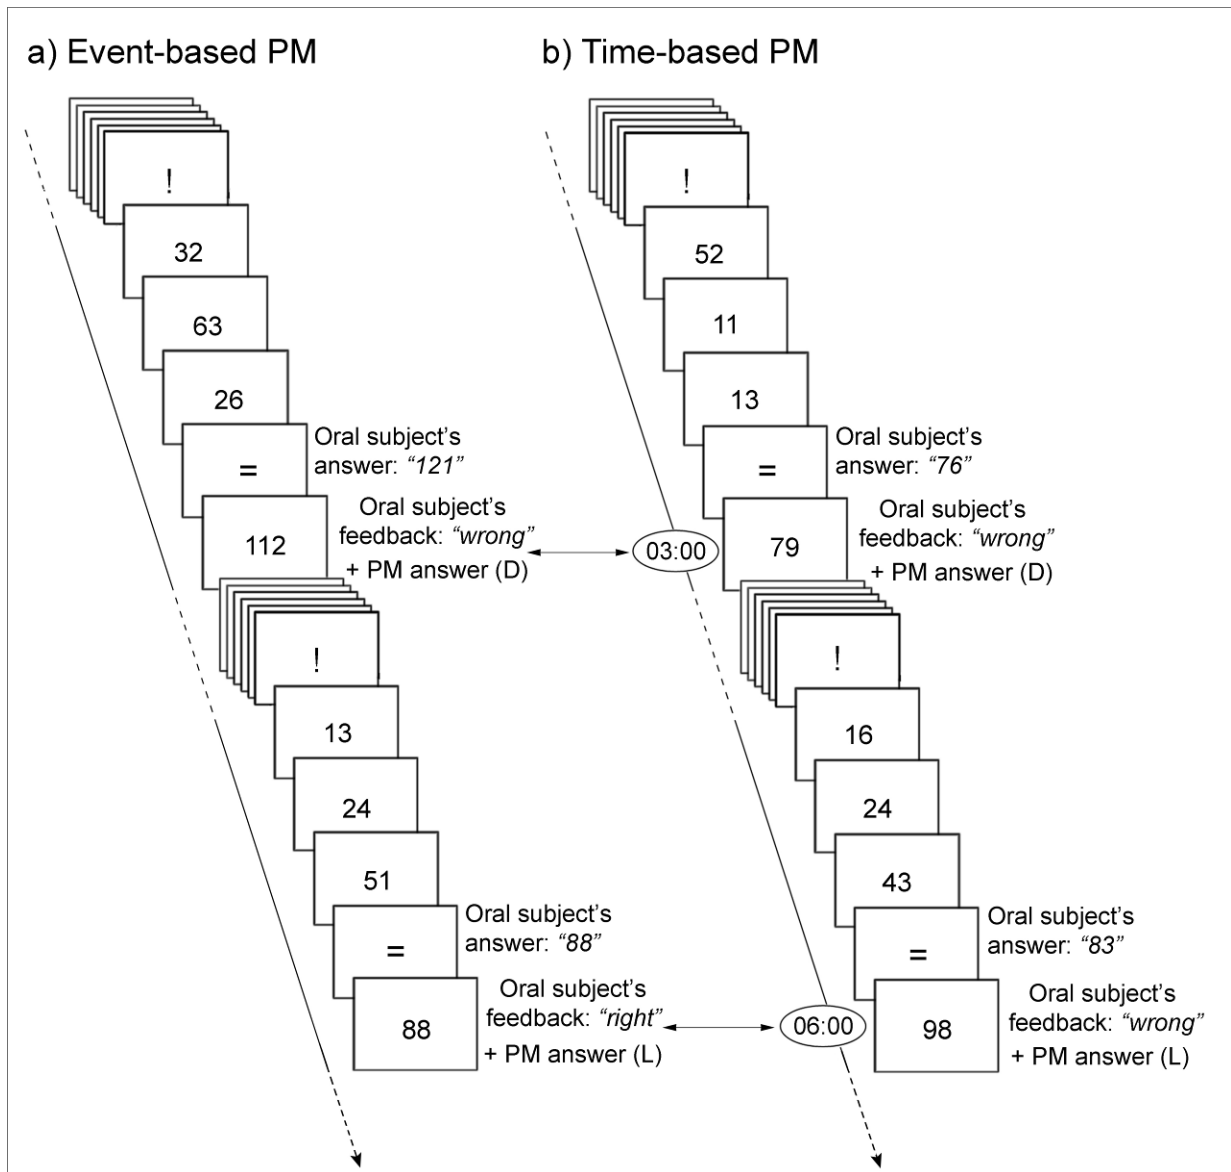 a) Event-based PM
!
32
63
26
=
Oral subject's
answer: “121”
112
Oral subject's
feedback: “wrong”
+ PM answer (D)
!
13
24
51
=
Oral subject's
answer: “88”
88
Oral subject's
feedback: “right”
+ PM answer (L)
b) Time-based PM
!
52
11
13
=
Oral subject's
answer: “76”
03:00
79
Oral subject's
feedback: “wrong”
+ PM answer (D)
!
16
24
43
=
Oral subject's
answer: “83”
06:00
98
Oral subject's
feedback: “wrong”
+ PM answer (L)